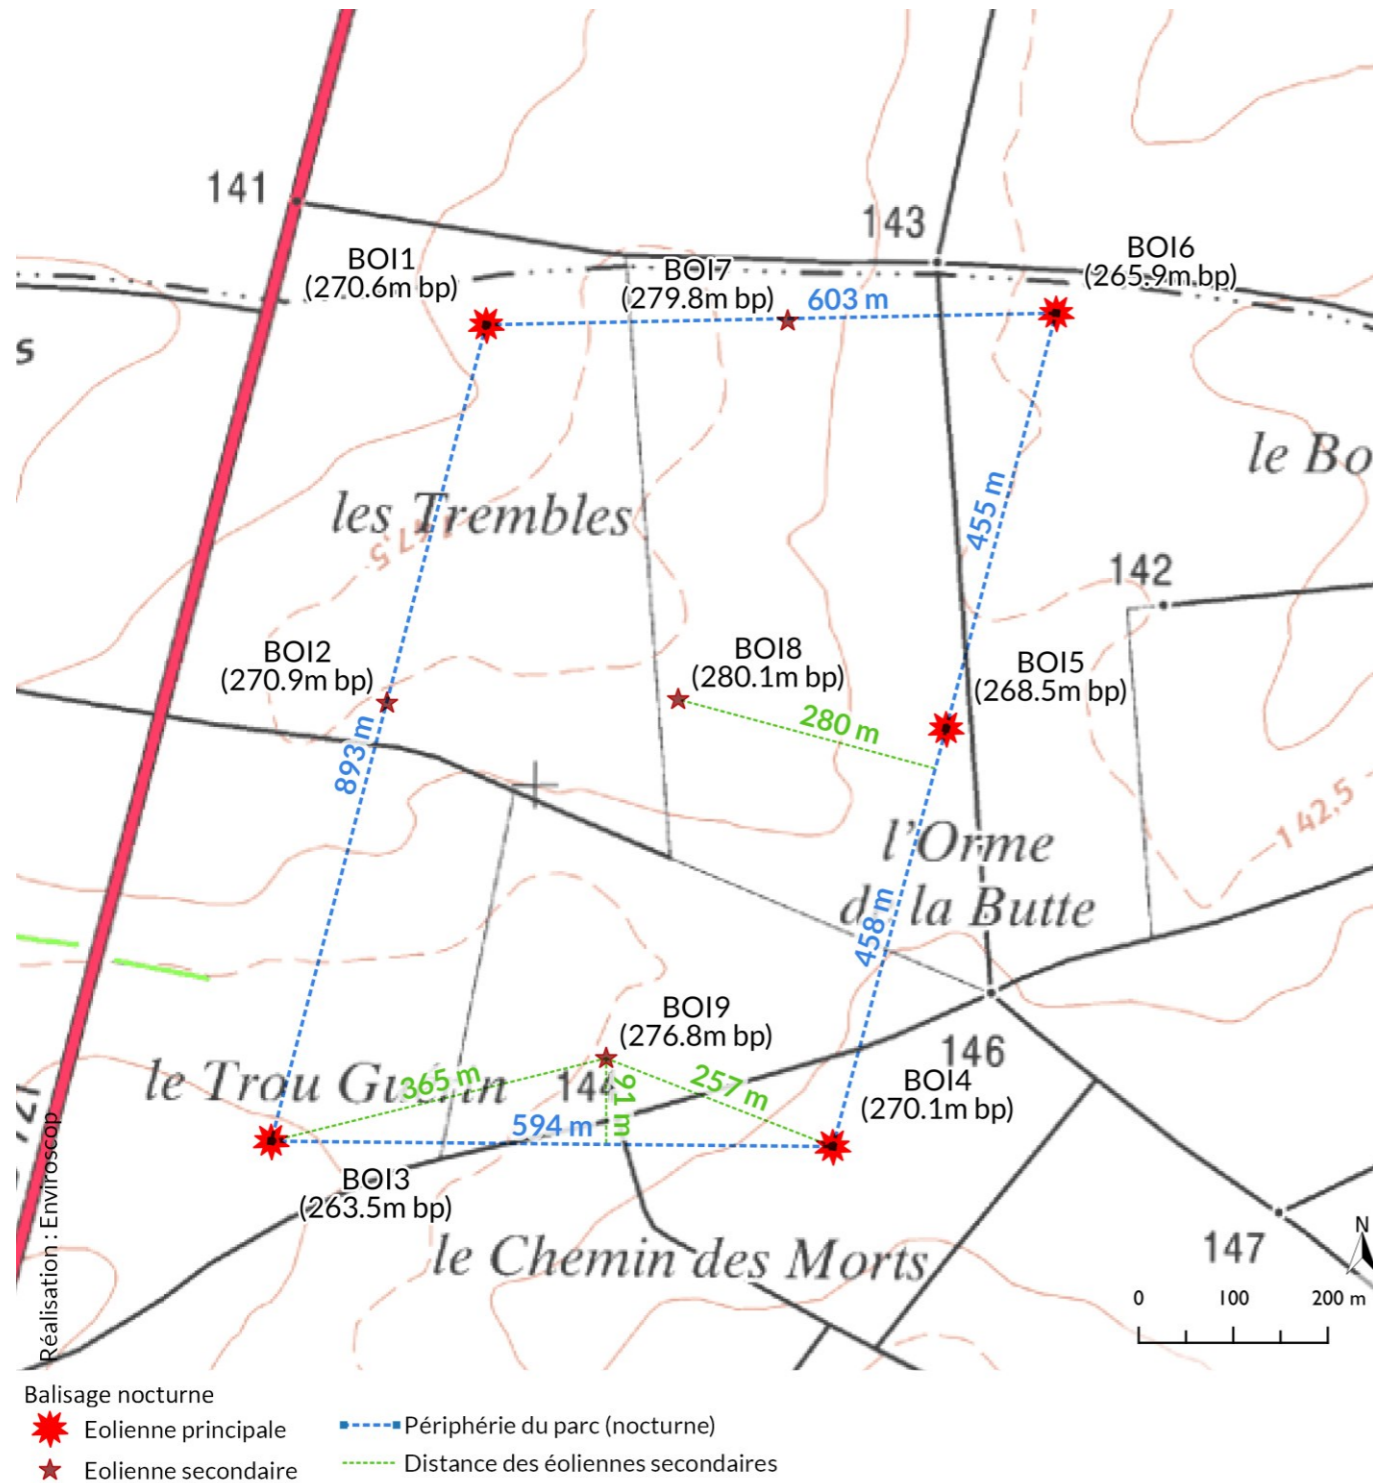 141
143
BOI1
(270.6m bp)
BOI7
(279.8m bp)
603 m
BOI6
(265.9m bp)
s
le Bo
455 m
les Trembles
142
BOI2
(270.9m bp)
BOI8
(280.1m bp)
BOI5
(268.5m bp)
280 m
893 m
142,5
l'Orme
la Butte
458 m
BOI9
(276.8m bp)
146
BOI4
(270.1m bp)
le Trou
365 m
91 m
257 m
594 m
BOI3
(263.5m bp)
le Chemin des Morts
147
N
0 100 200 m
Réalisation : Enviroscop
Balisage nocturne
Eolienne principale
Eolienne secondaire
Périphérie du parc (nocturne)
Distance des éoliennes secondaires